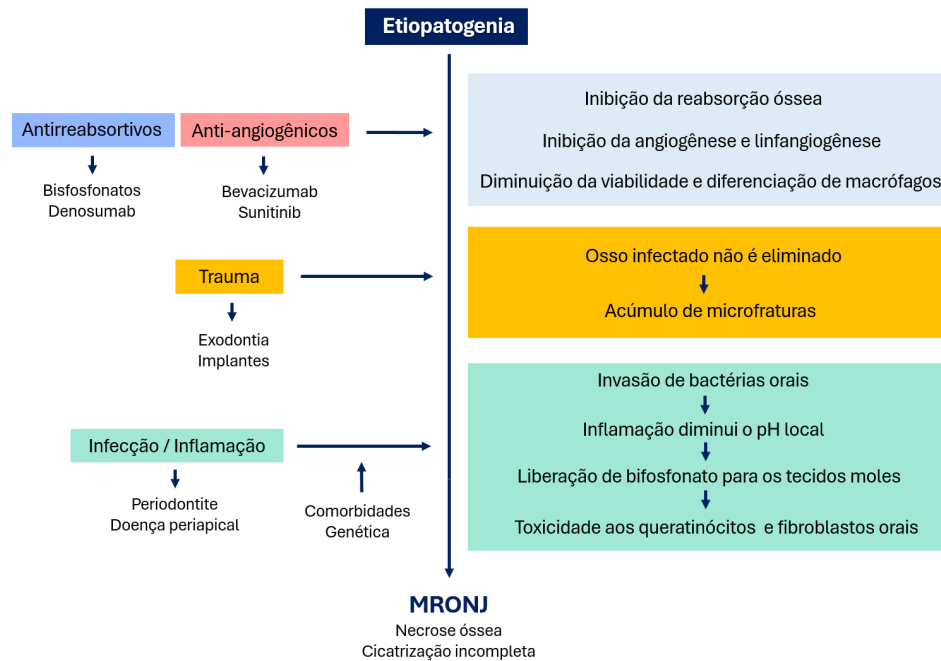 Etiopatogenia
Antirreabsortivos
Anti-angiogênicos
Bisfosfonatos
Denosumab
Bevacizumab
Sunitinib
Inibição da reabsorção óssea
Inibição da angiogênese e linfangiogênese
Diminuição da viabilidade e diferenciação de macrófagos
Trauma
Exodontia
Implantes
Osso infectado não é eliminado
Acúmulo de microfraturas
Infecção / Inflamação
Periodontite
Doença periapical
Comorbidades
Genética
Invasão de bactérias orais
Inflamação diminui o pH local
Liberação de bifosfonato para os tecidos moles
Toxicidade aos queratinócitos e fibroblastos orais
MRONJ
Necrose óssea
Cicatrização incompleta